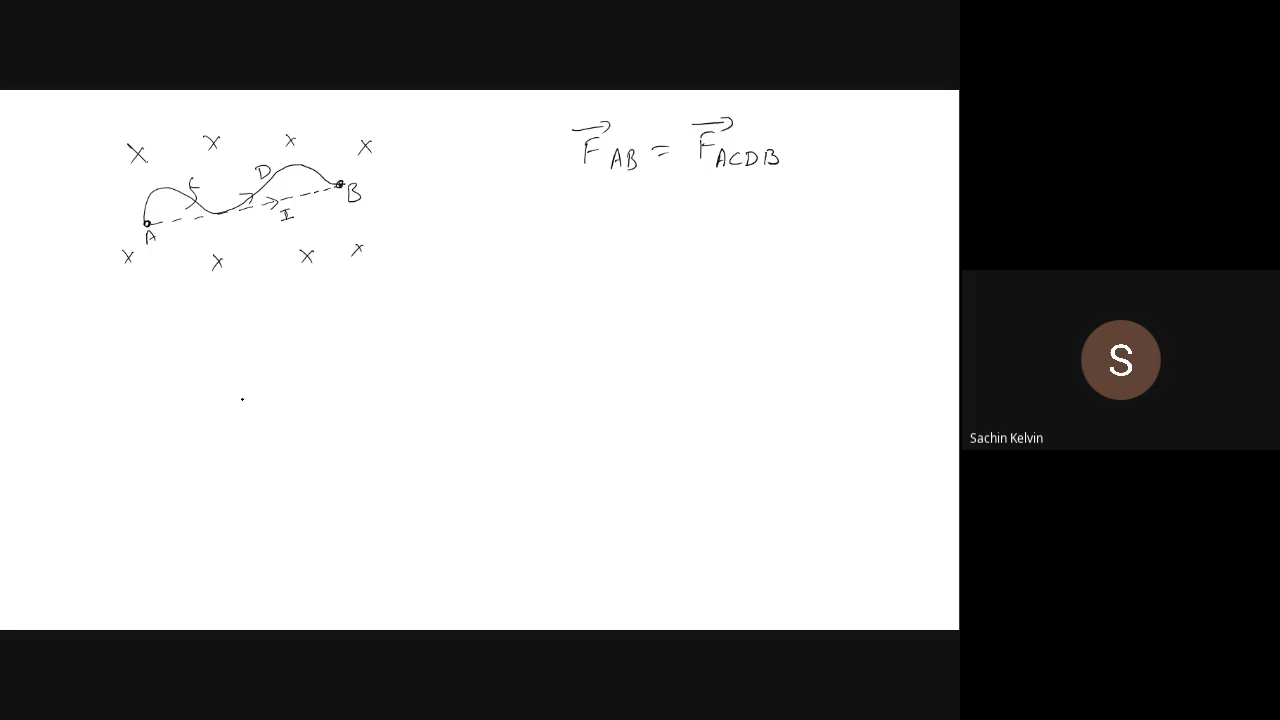 X X X X
F AB = F ACDB
C D B
A I
X X X X
S
Sachin Kelvin